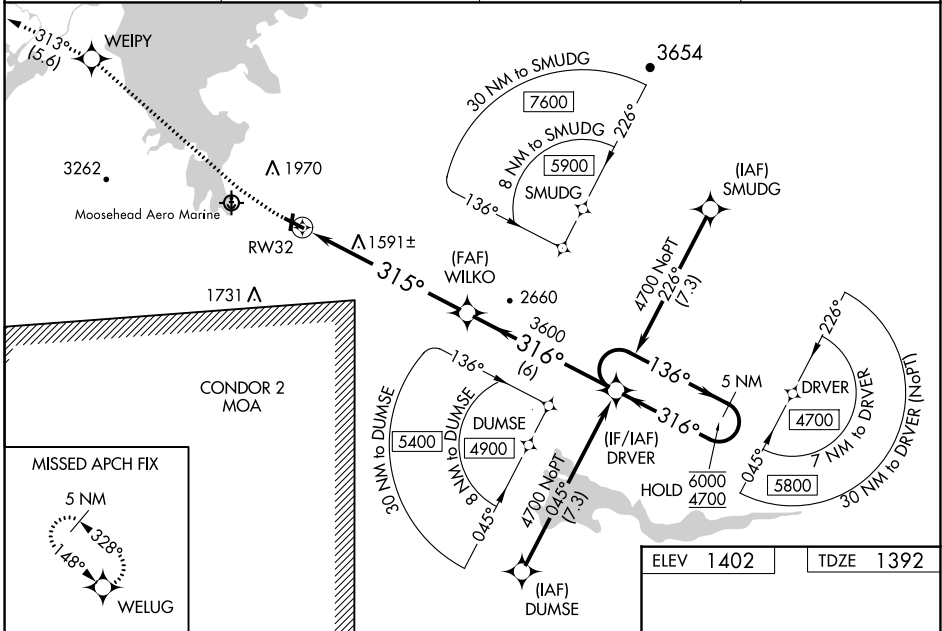 313°
(5.6)
WEIPY
3654
30 NM to SMUDG
7600
226°
8 NM to SMUDG
5900
SMUDG
136°
3262
1970
Moosehead Aero Marine
RW32
1591±
(IAF)
SMUDG
4700 NoPT
226°
(7.3)
315°
(FAF)
WILKO
2660
1731
3600
316°
(6)
136°
5 NM
316°
(IF/IAF)
DRVER
HOLD
6000
4700
226°
DRVER
4700
7 NM to DRVER
045°
5800
30 NM to DRVER (NoPT)
CONDOR 2
MOA
136°
30 NM to DUMSE
5400
8 NM to DUMSE
DUMSE
4900
045°
4700 NoPT
045°
(7.3)
(IAF)
DUMSE
MISSED APCH FIX
5 NM
328°
148°
WELUG
ELEV 1402
TDZE 1392